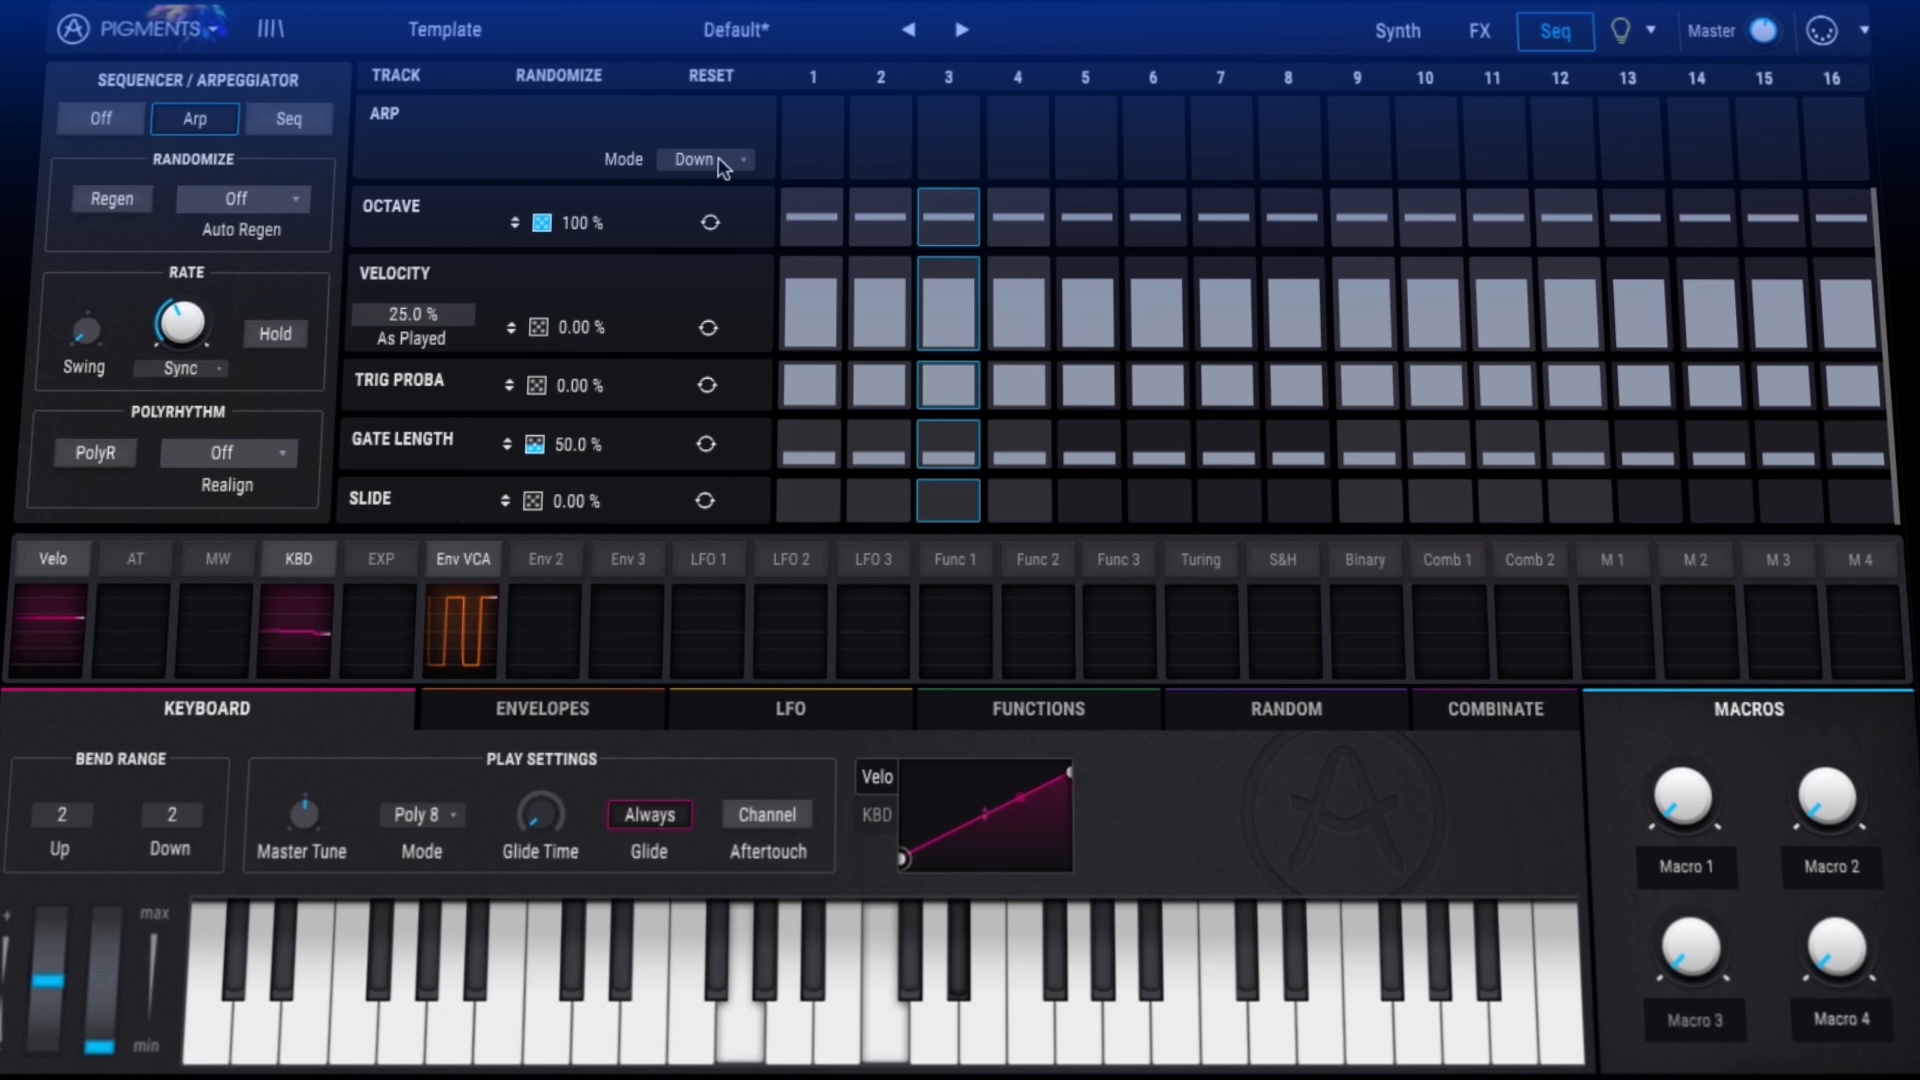 PIGMENTS
Template
Default*
Synth
FX
Seq
Master
SEQUENCER / ARPEGGIATOR
Off
Arp
Seq
RANDOMIZE
Regen
Off
Auto Regen
RATE
Swing
Sync
Hold
POLYRHYTHM
PolyR
Off
Realign
TRACK RANDOMIZE RESET 1 2 3 4 5 6 7 8 9 10 11 12 13 14 15 16
ARP
Mode Down
OCTAVE
100 %
VELOCITY
25.0 %
As Played
0.00 %
TRIG PROBA
0.00 %
GATE LENGTH
50.0 %
SLIDE
0.00 %
Velo AT MW KBD EXP Env VCA Env 2 Env 3 LFO 1 LFO 2 LFO 3 Func 1 Func 2 Func 3 Turing S&H Binary Comb 1 Comb 2 M 1 M 2 M 3 M 4
KEYBOARD ENVELOPES LFO FUNCTIONS RANDOM COMBINATE MACROS
BEND RANGE
2 2
Up Down
PLAY SETTINGS
Poly 8 Always Channel
Master Tune Mode Glide Time Glide Aftertouch
Velo
KBD
Macro 1 Macro 2
Macro 3 Macro 4
+
max
min